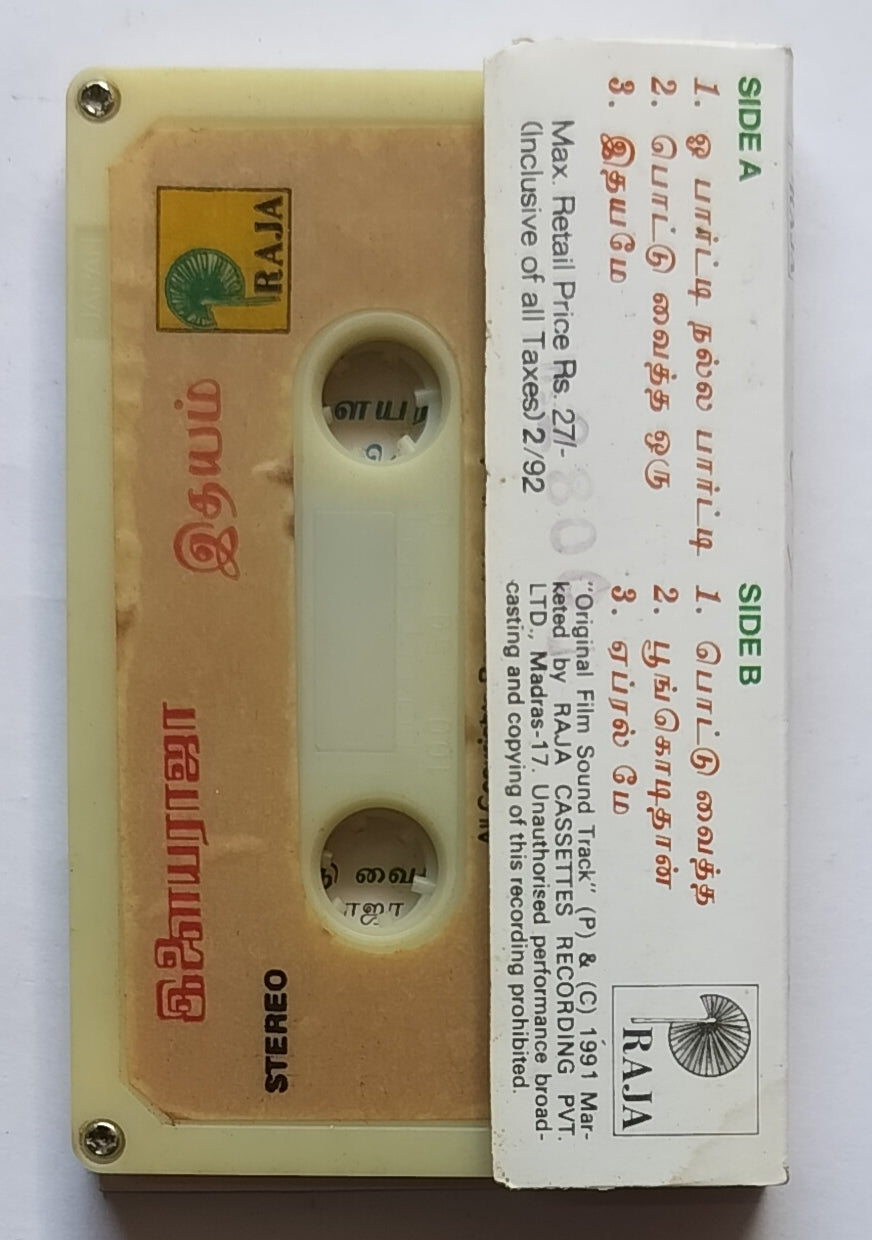 SIDE A
1. ஓ பார்ட்டி நல்ல பார்ட்டி
2. பொட்டு வைத்த ஒரு
3. இதயமே
Max. Retail Price Rs. 27/-
(Inclusive of all Taxes) 2/92
SIDE B
1. பொட்டு வைத்த
2. பூங்கொடிதான்
3. ஏப்ரல் மே
"Original Film Sound Track" (P) & (C) 1991 Mar-
keted by RAJA CASSETTES RECORDING PVT.
LTD., Madras-17. Unauthorised performance broad-
casting and copying of this recording prohibited.
RAJA
RAJA
இதயம்
இளையராஜா
STEREO
ளைய
வை
ராஜா